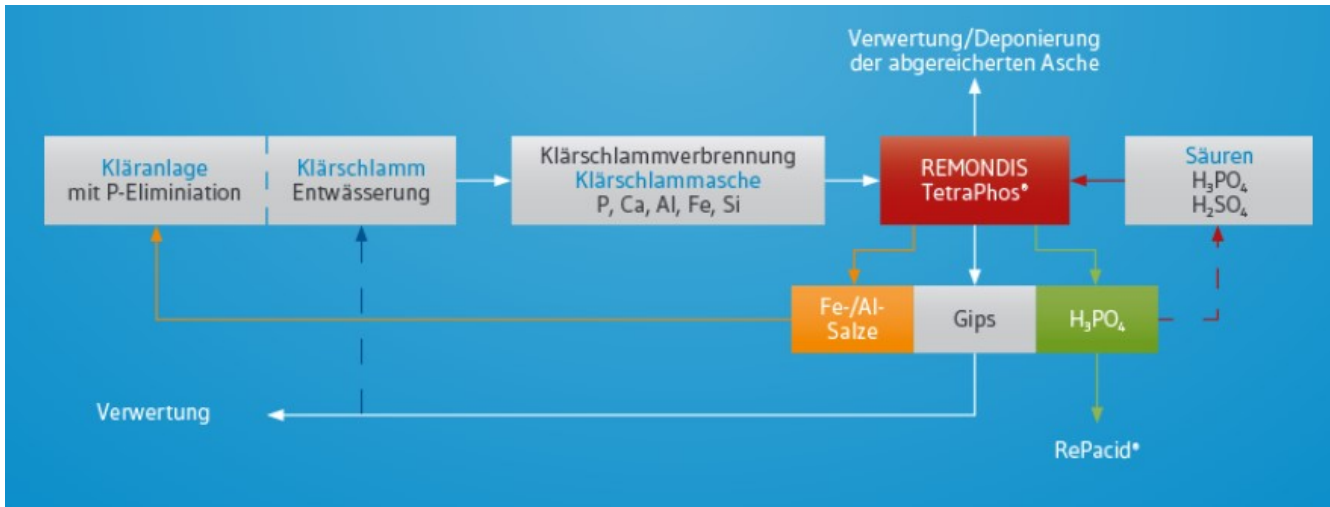 Verwertung/Deponierung
der abgereicherten Asche
Kläranlage
mit P-Eliminiation
Klärschlamm
Entwässerung
Klärschlammverbrennung
Klärschlammasche
P, Ca, Al, Fe, Si
REMONDIS
TetraPhos®
Säuren
H₃PO₄
H₂SO₄
Fe-/Al-
Salze
Gips
H₃PO₄
Verwertung
RePacid®